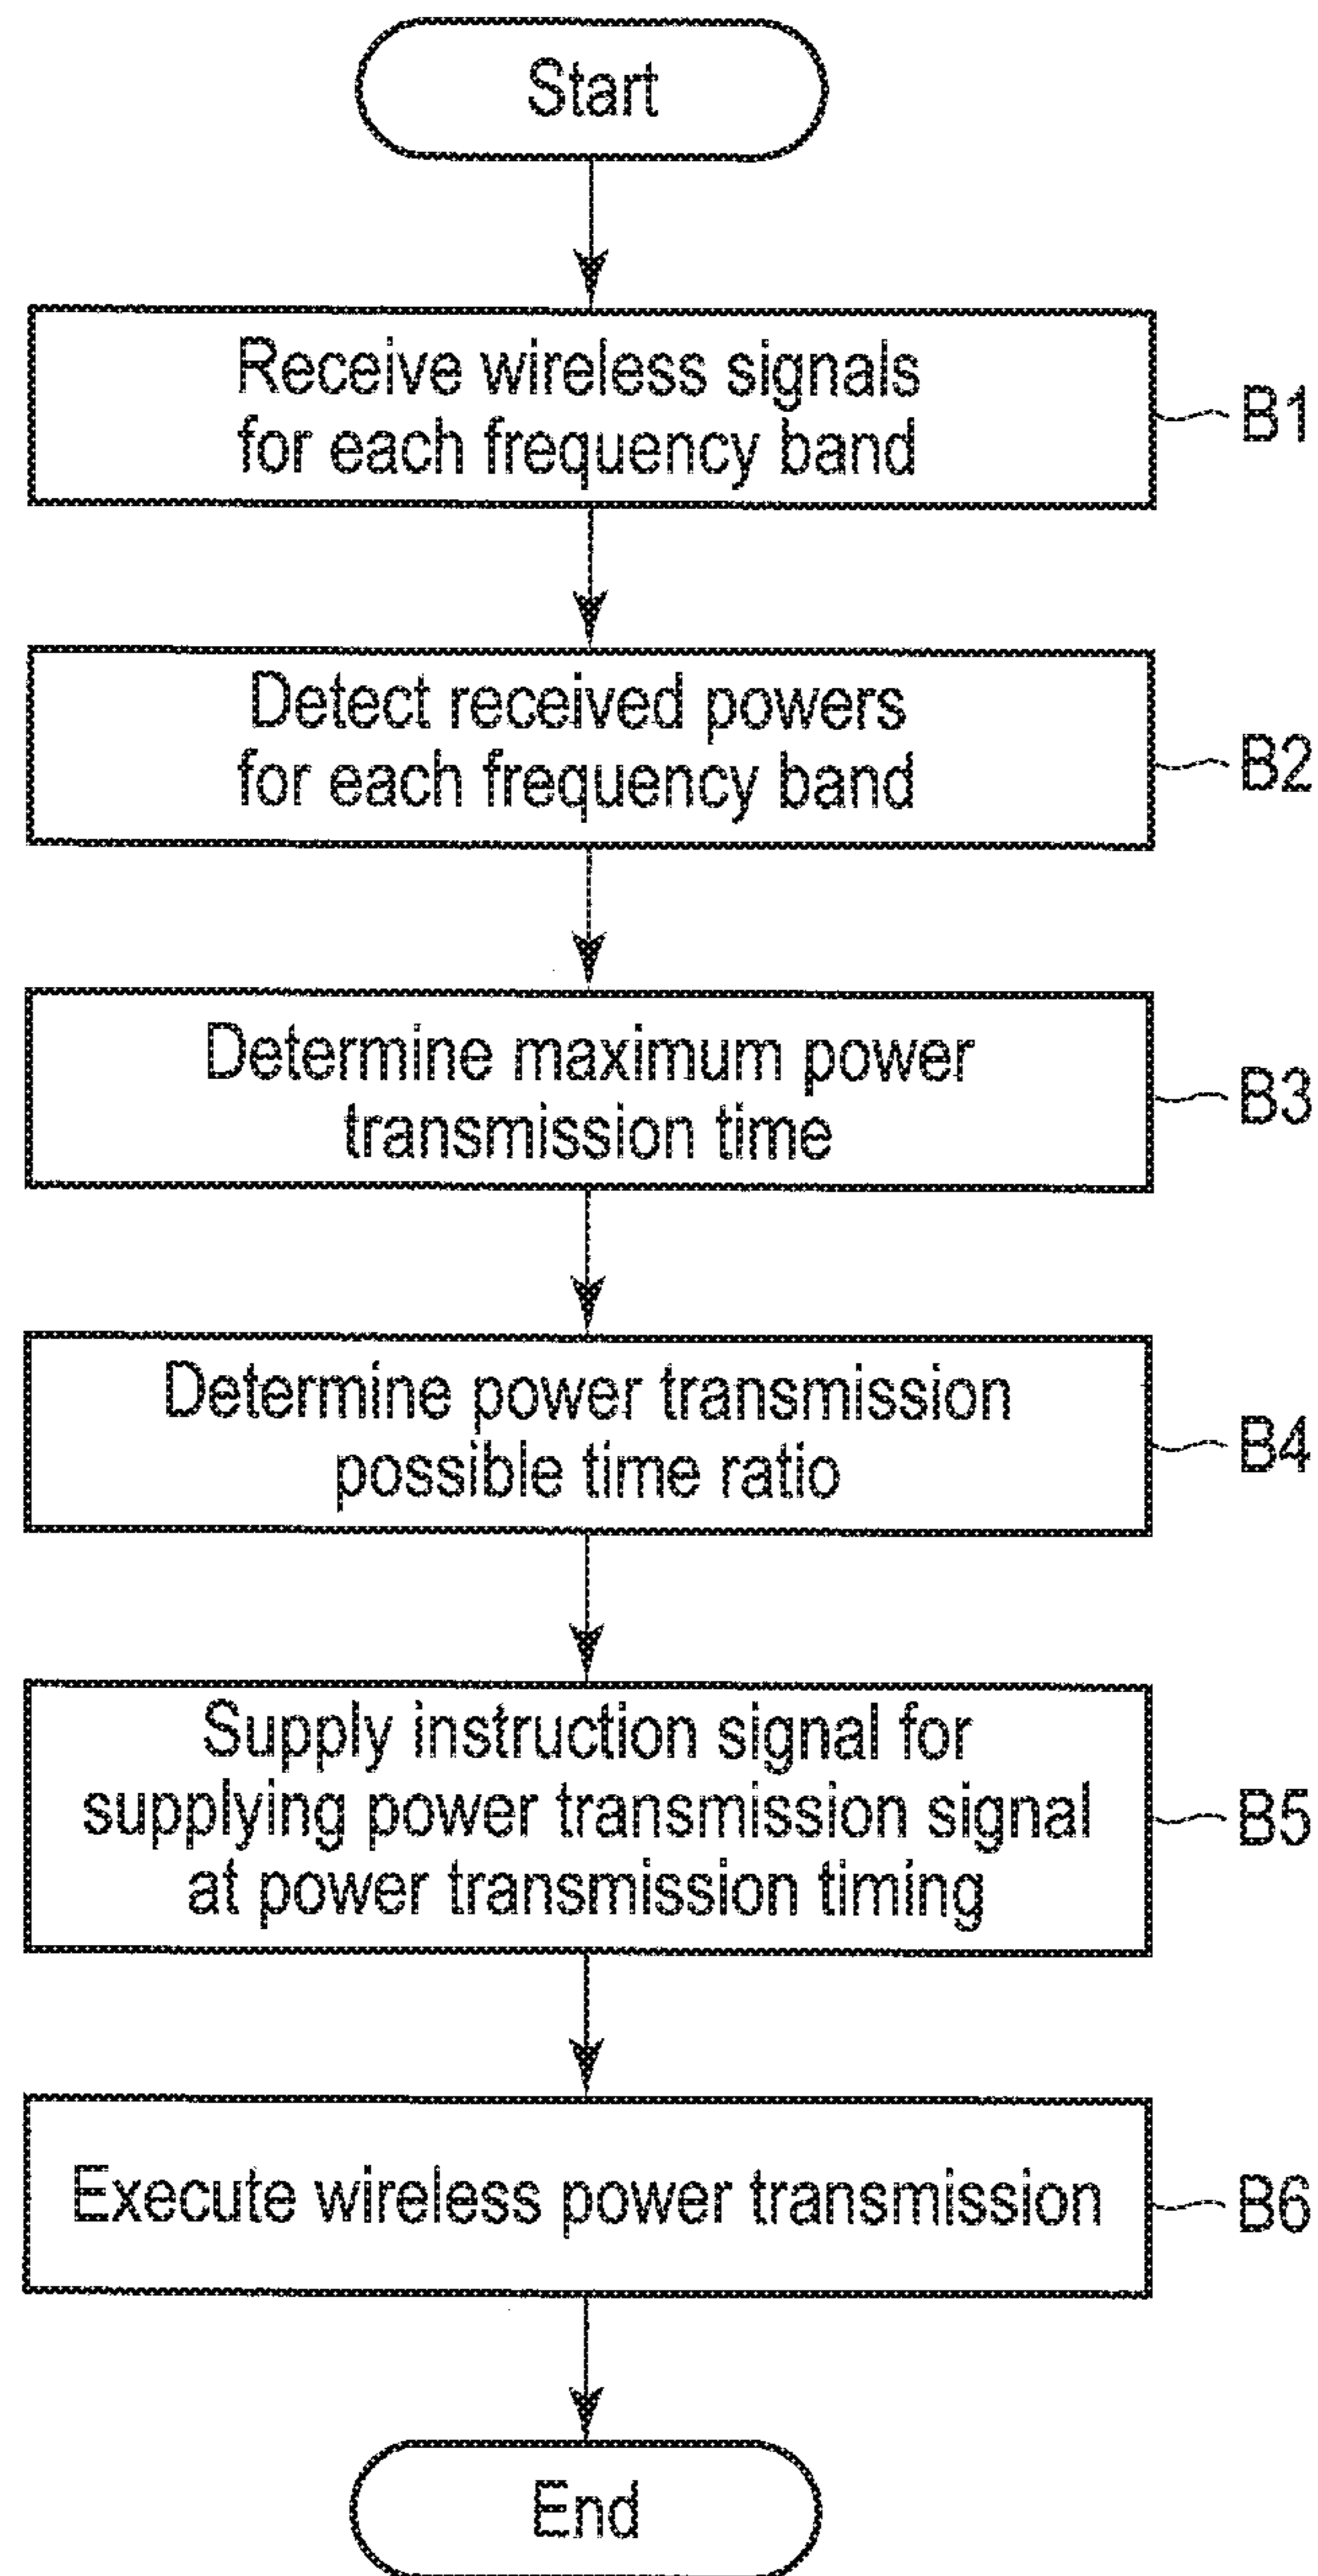 Start
Receive wireless signals
for each frequency band
B1
Detect received powers
for each frequency band
B2
Determine maximum power
transmission time
B3
Determine power transmission
possible time ratio
B4
Supply instruction signal for
supplying power transmission signal
at power transmission timing
B5
Execute wireless power transmission
B6
End